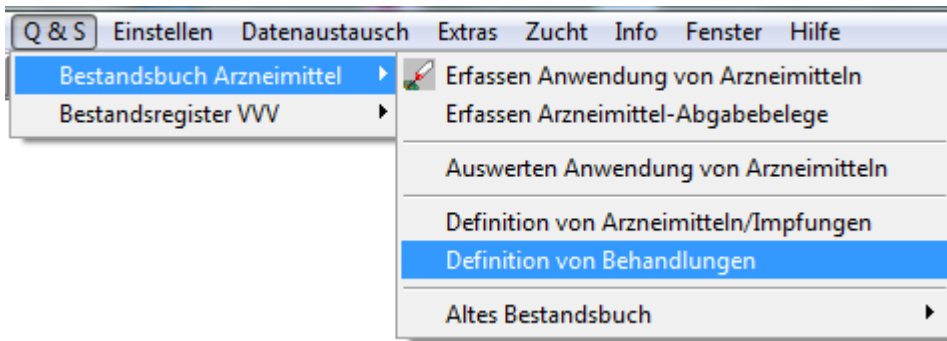 Q & S Einstellen Datenaustausch Extras Zucht Info Fenster Hilfe
Bestandsbuch Arzneimittel
Bestandsregister VVV
Erfassen Anwendung von Arzneimitteln
Erfassen Arzneimittel-Abgabebelege
Auswerten Anwendung von Arzneimitteln
Definition von Arzneimitteln/Impfungen
Definition von Behandlungen
Altes Bestandsbuch